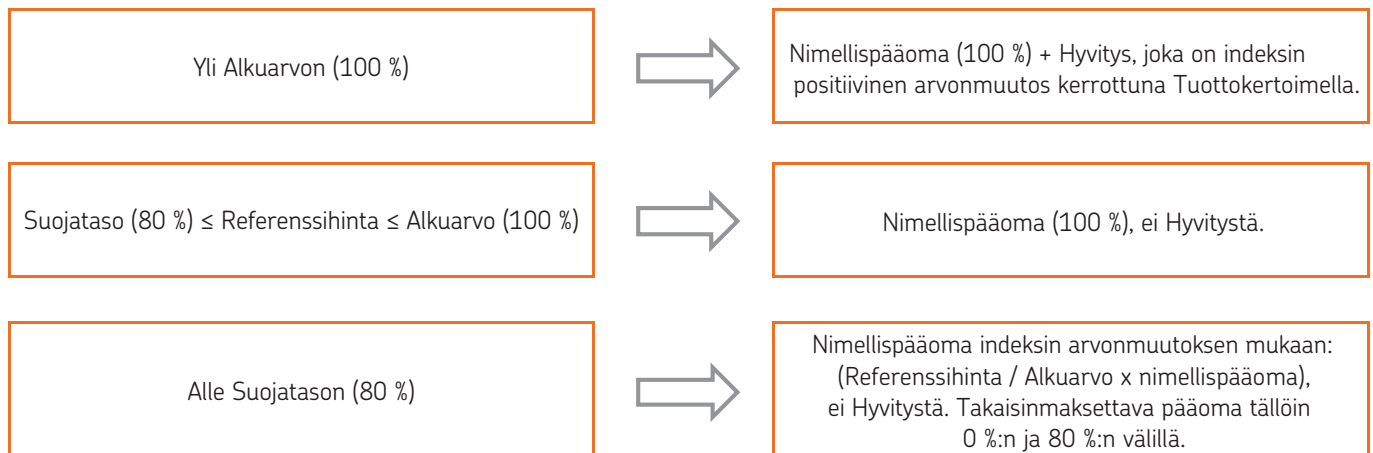 Yli Alkuarvon (100 %)
Nimellispääoma (100 %) + Hyvitys, joka on indeksin
positiivinen arvonmuutos kerrottuna Tuottokertoimella.
Suojataso (80 %) ≤ Referenssihinta ≤ Alkuarvo (100 %)
Nimellispääoma (100 %), ei Hyvitystä.
Alle Suojatason (80 %)
Nimellispääoma indeksin arvonmuutoksen mukaan:
(Referenssihinta / Alkuarvo x nimellispääoma),
ei Hyvitystä. Takaisinmaksettava pääoma tällöin
0 %:n ja 80 %:n välillä.